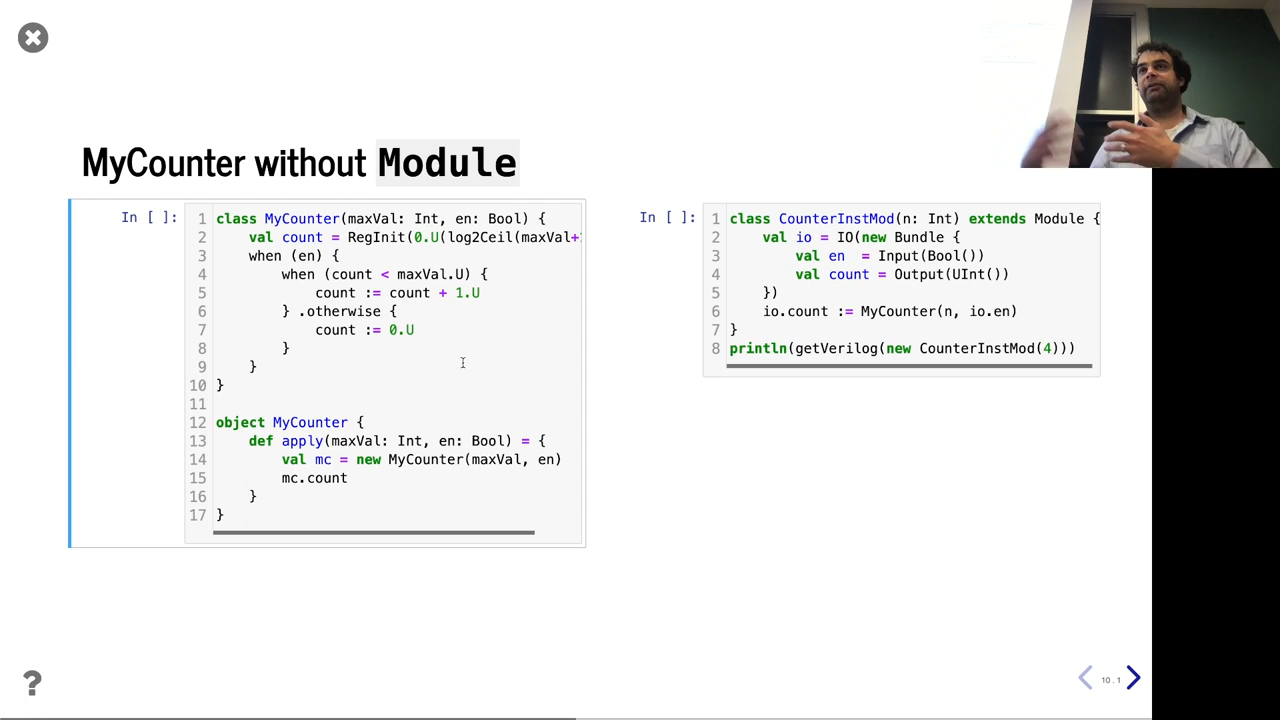 MyCounter without Module
In [ ]:
1 class MyCounter(maxVal: Int, en: Bool) {
2     val count = RegInit(0.U(log2Ceil(maxVal+
3     when (en) {
4         when (count < maxVal.U) {
5             count := count + 1.U
6         } .otherwise {
7             count := 0.U
8         }
9     }
10 }
11
12 object MyCounter {
13     def apply(maxVal: Int, en: Bool) = {
14         val mc = new MyCounter(maxVal, en)
15         mc.count
16     }
17 }
In [ ]:
1 class CounterInstMod(n: Int) extends Module {
2     val io = IO(new Bundle {
3         val en  = Input(Bool())
4         val count = Output(UInt())
5     })
6     io.count := MyCounter(n, io.en)
7 }
8 println(getVerilog(new CounterInstMod(4)))
?
10.1